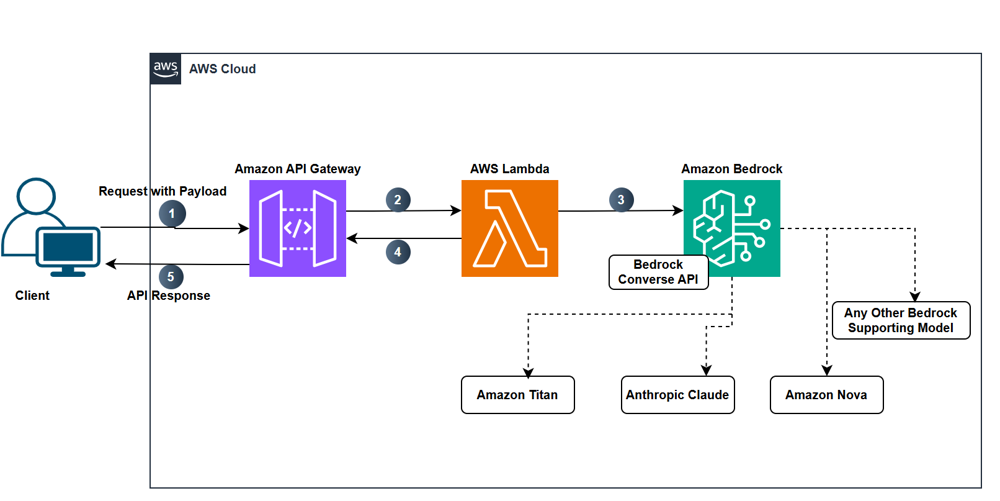 aws
AWS Cloud
Amazon API Gateway
AWS Lambda
Amazon Bedrock
Request with Payload
1
</>
2
3
4
5
Client
API Response
Bedrock
Converse API
Any Other Bedrock
Supporting Model
Amazon Titan
Anthropic Claude
Amazon Nova